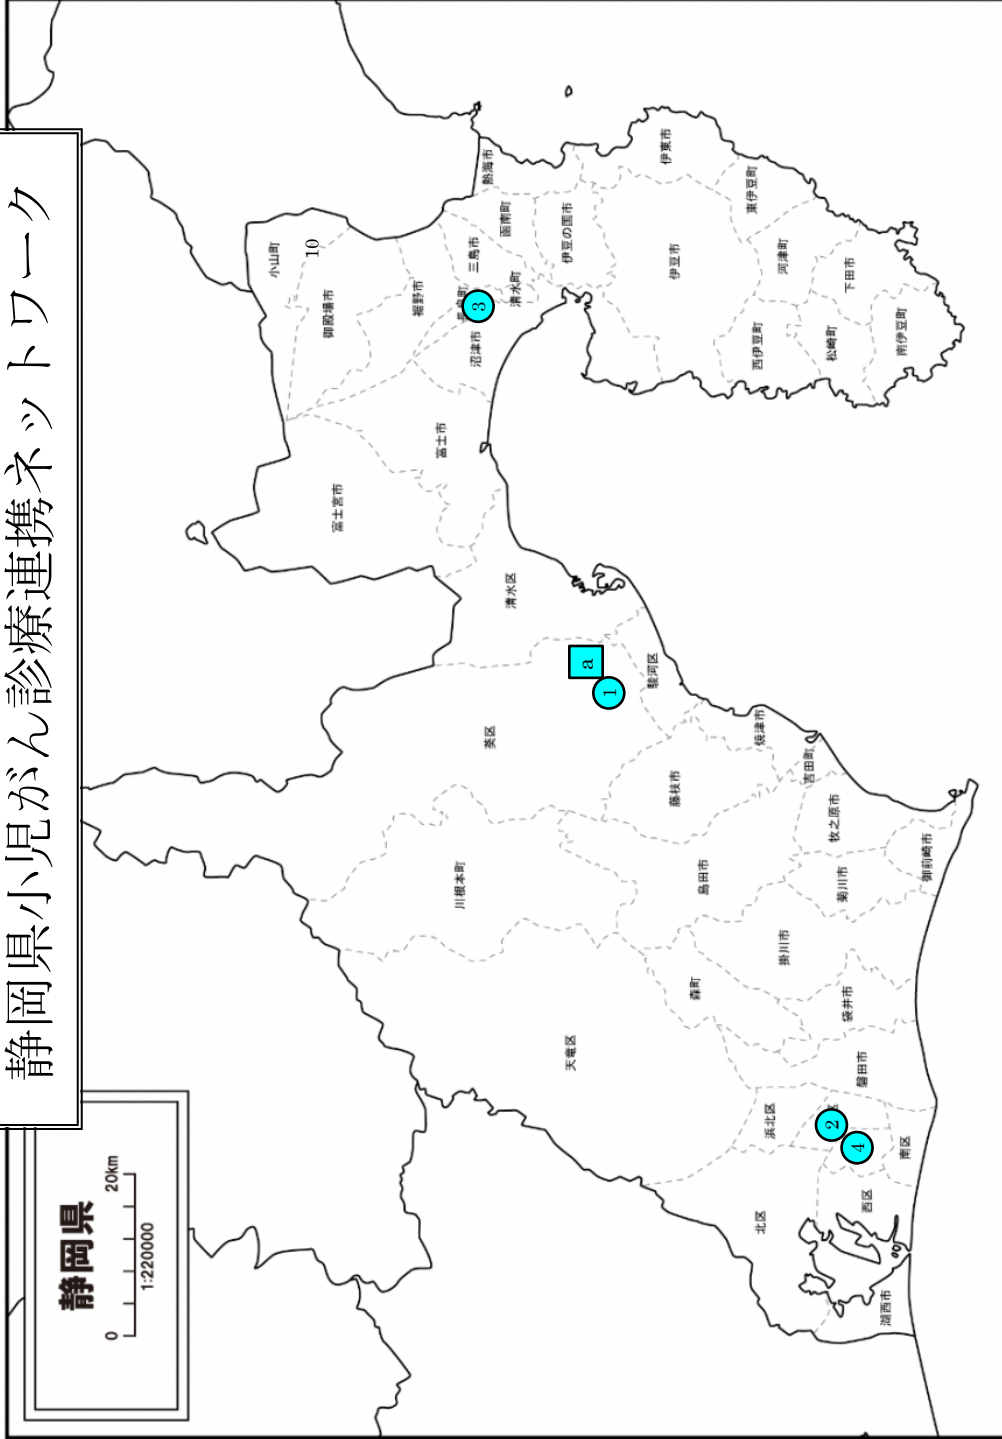 静岡県小児がん診療連携ネットワーク
静岡県
0 20km
1:220000
小山町
10
御殿場市
富士宮市
裾野市
富士市
川根本町
三島市
沼津市
3
熱海市
葵区
函南町
清水区
清水町
伊豆の国市
天竜区
a
1
駿河区
伊東市
伊豆市
藤枝市
森町
島田市
東伊豆町
西伊豆町
焼津市
北区
浜北区
河津町
掛川市
吉田町
松崎町
2
牧之原市
菊川市
袋井市
下田市
4
磐田市
西区
湖西市
南伊豆町
南区
御前崎市